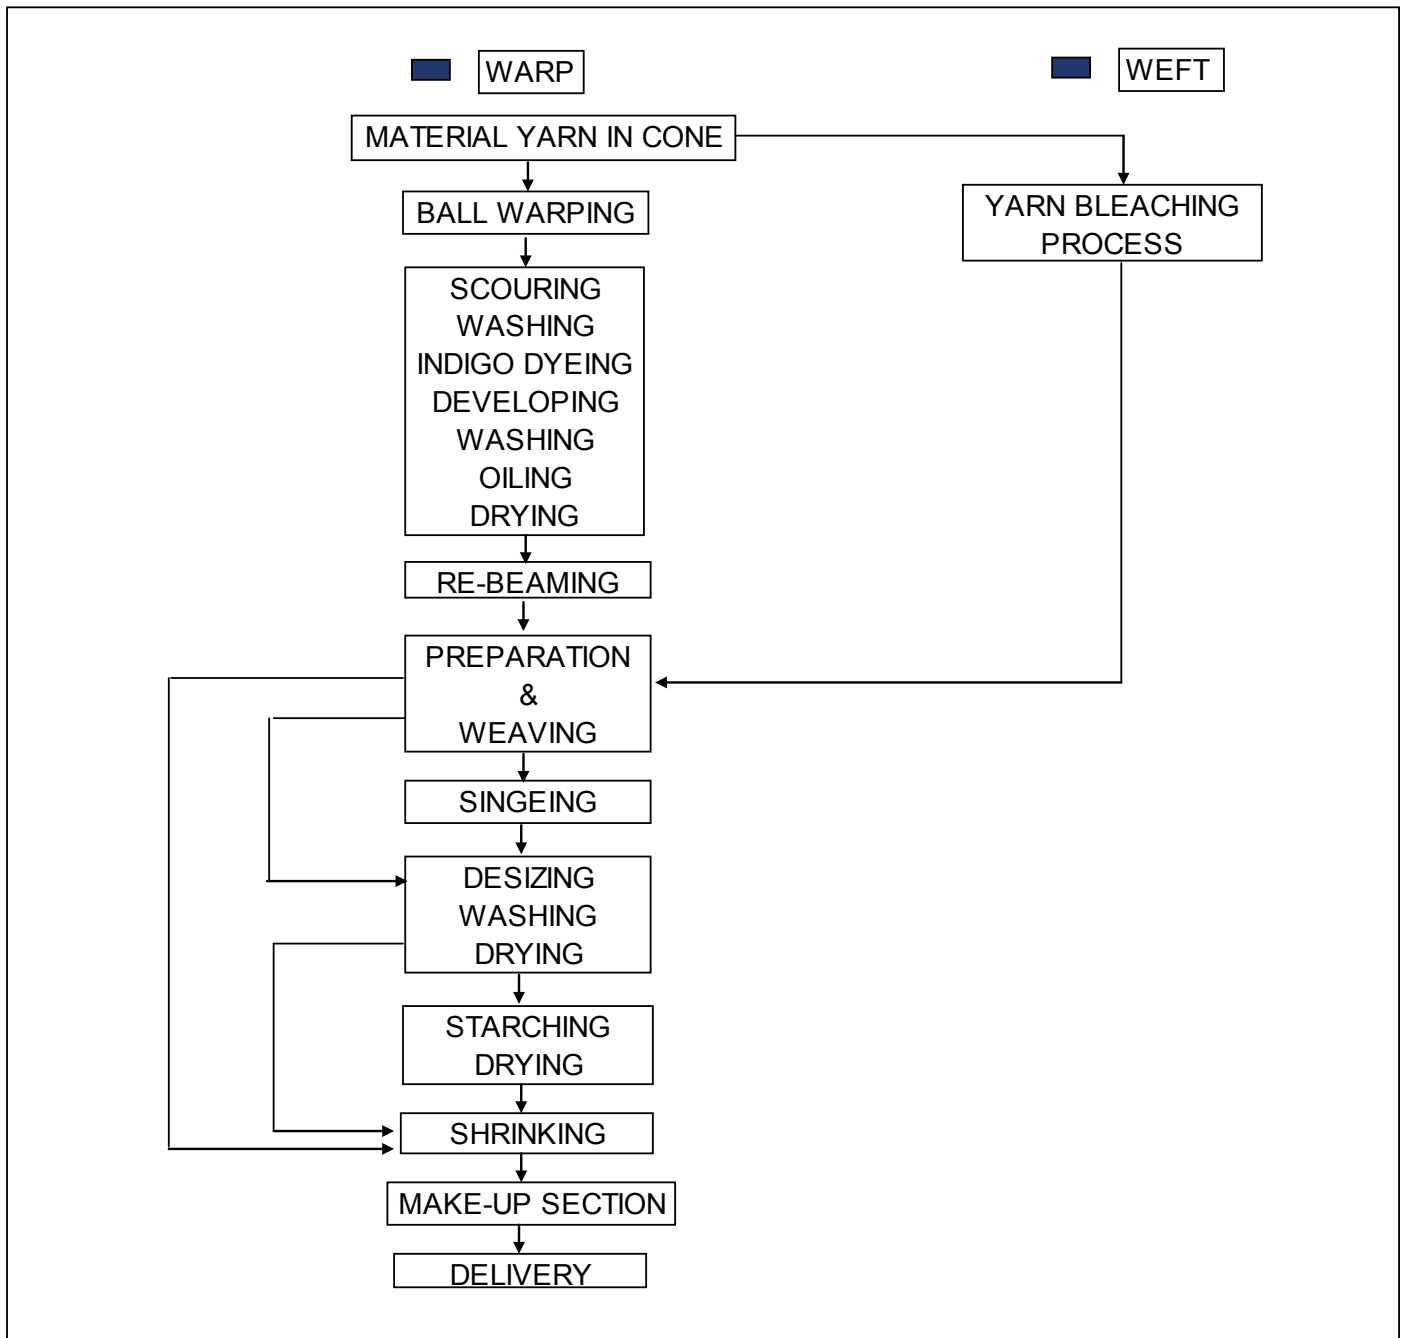 WARP
WEFT
MATERIAL YARN IN CONE
BALL WARPING
YARN BLEACHING
PROCESS
SCOURING
WASHING
INDIGO DYEING
DEVELOPING
WASHING
OILING
DRYING
RE-BEAMING
PREPARATION
&
WEAVING
SINGEING
DESIZING
WASHING
DRYING
STARCHING
DRYING
SHRINKING
MAKE-UP SECTION
DELIVERY